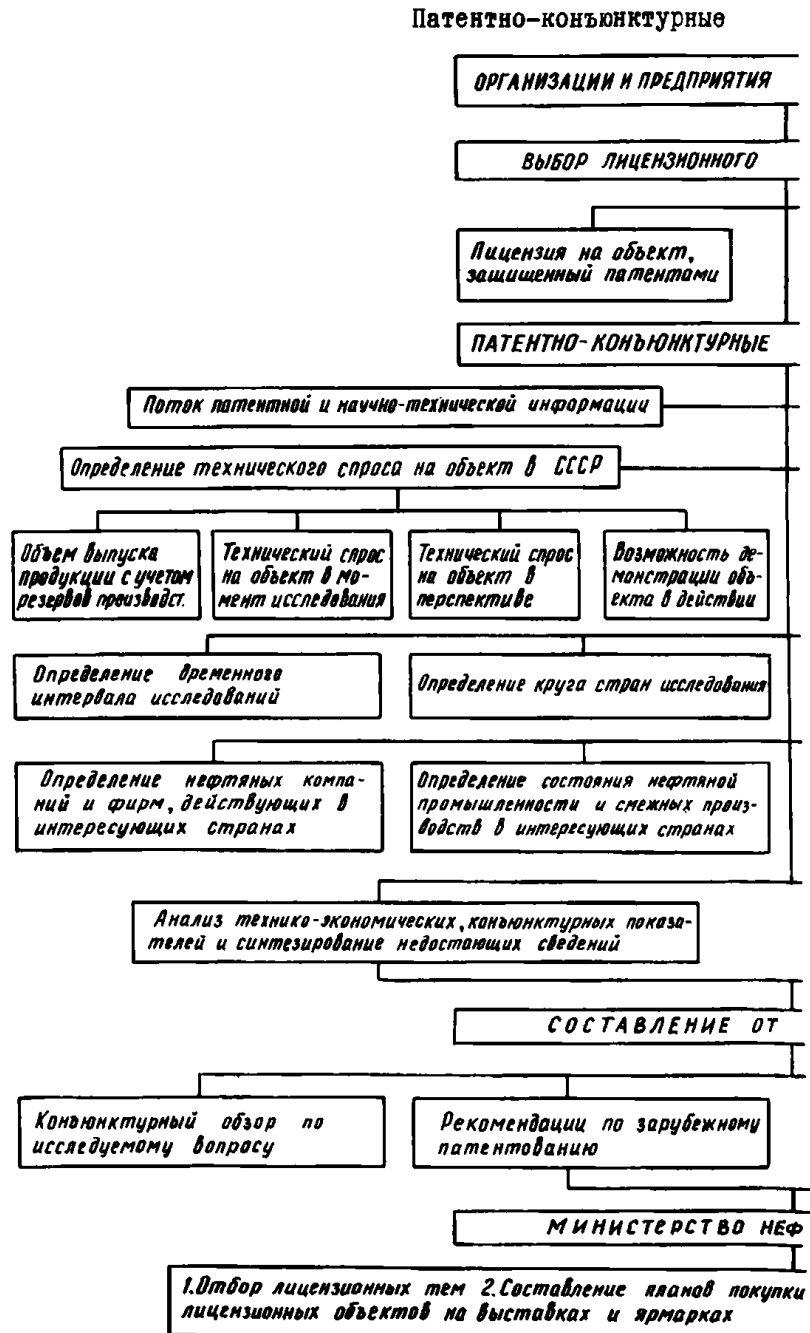 Патентно-конъюнктурные
ОРГАНИЗАЦИИ И ПРЕДПРИЯТИЯ
ВЫБОР ЛИЦЕНЗИОННОГО
Лицензия на объект,
защищенный патентами
ПАТЕНТНО-КОНЪЮНКТУРНЫЕ
Поток патентной и научно-технической информации
Определение технического спроса на объект в СССР
Объем выпуска
продукции с учетом
резервов производст.
Технический спрос
на объект в мо-
мент исследования
Технический спрос
на объект в
перспективе
Возможность де-
монстрации объ-
екта в действии
Определение временного
интервала исследований
Определение круга стран исследования
Определение нефтяных компа-
ний и фирм, действующих в
интересующих странах
Определение состояния нефтяной
промышленности и смежных произ-
водств в интересующих странах
Анализ технико-экономических, конъюнктурных показа-
телей и синтезирование недостающих сведений
СОСТАВЛЕНИЕ ОТ
Конъюнктурный обзор по
исследуемому вопросу
Рекомендации по зарубежному
патентованию
МИНИСТЕРСТВО НЕФ
1.Отбор лицензионных тем 2.Составление планов покупки
лицензионных объектов на выставках и ярмарках